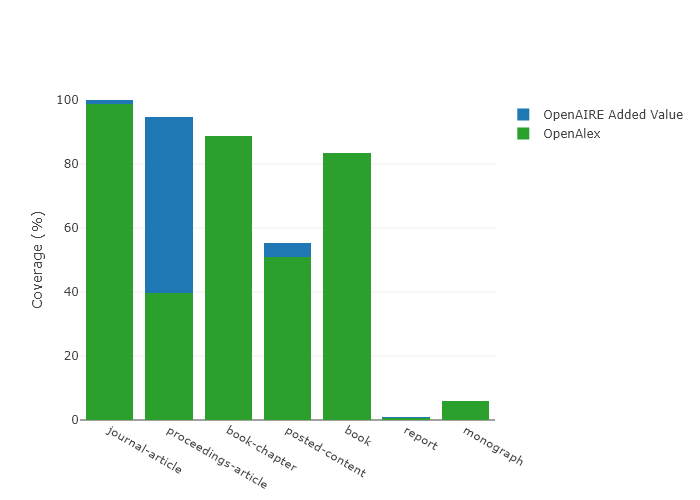 OpenAIRE Added Value
OpenAlex
Coverage (%)
100
80
60
40
20
0
journal-article
proceedings-article
book-chapter
posted-content
book
report
monograph